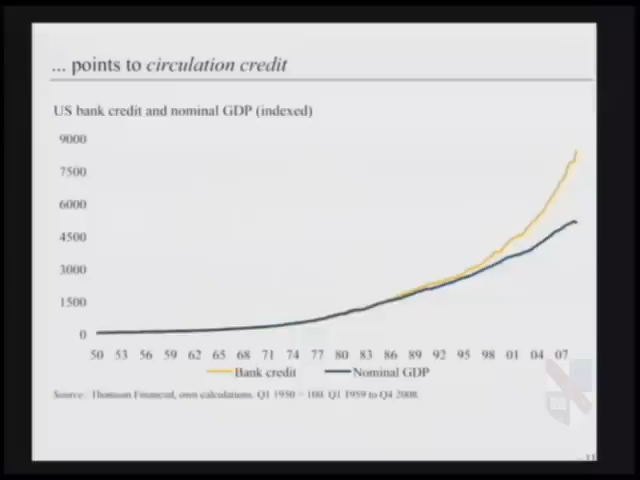 ... points to circulation credit
US bank credit and nominal GDP (indexed)
9000
7500
6000
4500
3000
1500
0
50 53 56 59 62 65 68 71 74 77 80 83 86 89 92 95 98 01 04 07
Bank credit Nominal GDP
Source: Thomson Financial, own calculations. Q1 1950 = 100. Q1 1959 to Q4 2008.
11